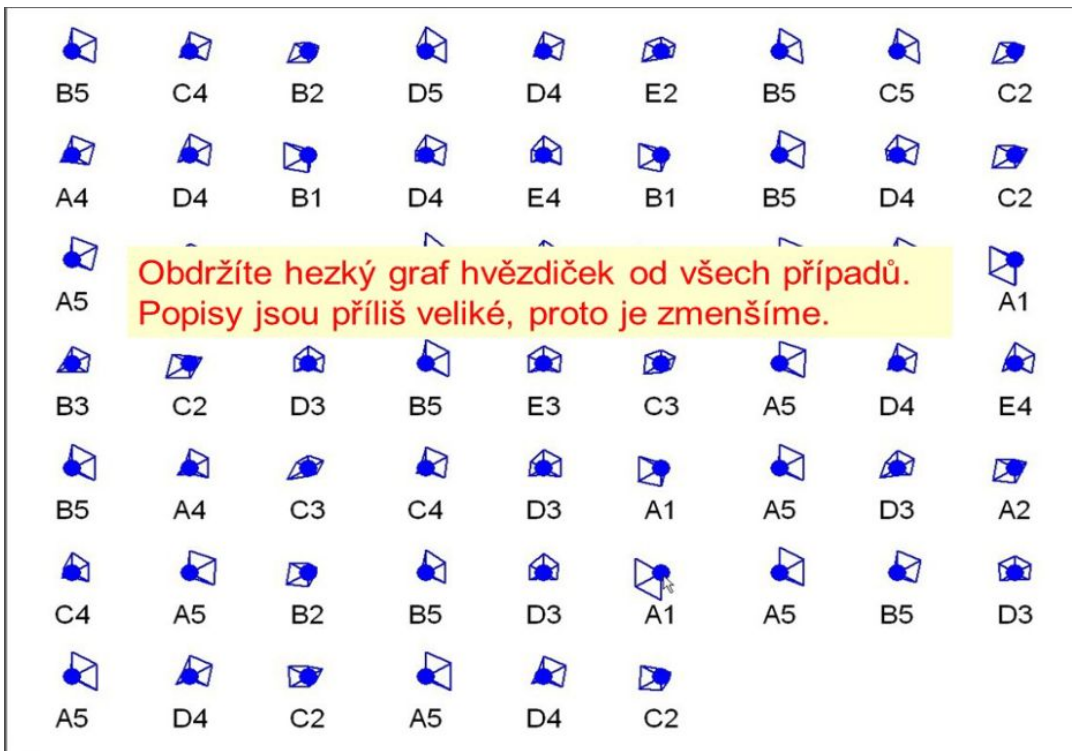 B5 C4 B2 D5 D4 E2 B5 C5 C2
A4 D4 B1 D4 E4 B1 B5 D4 C2
A5 A1
Obdržíte hezký graf hvězdiček od všech případů.
Popisy jsou příliš veliké, proto je zmenšíme.
B3 C2 D3 B5 E3 C3 A5 D4 E4
B5 A4 C3 C4 D3 A1 A5 D3 A2
C4 A5 B2 B5 D3 A1 A5 B5 D3
A5 D4 C2 A5 D4 C2